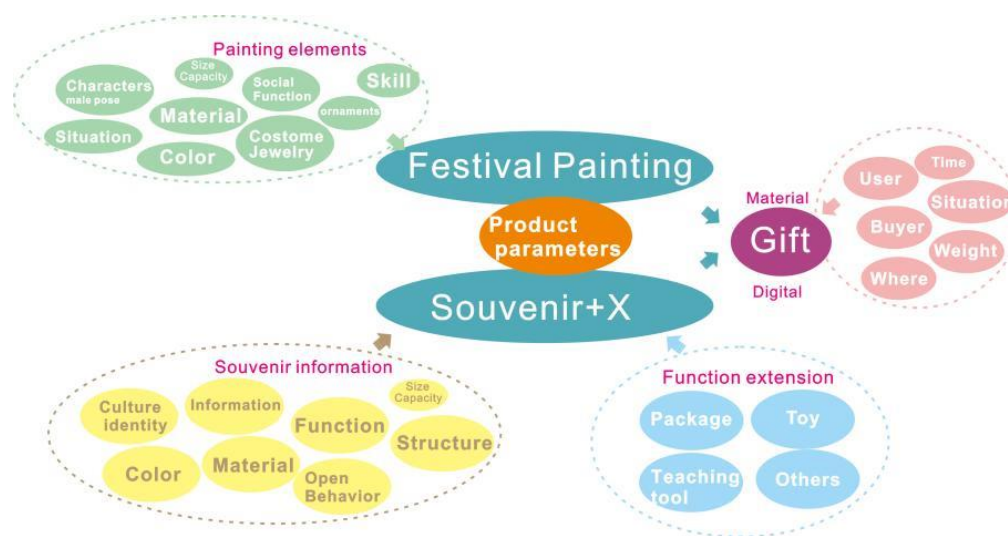 Painting elements
Size
Capacity
Skill
Characters
male pose
Social
Function
Material
ornaments
Situation
Color
Costome
Jewelry
Festival Painting
Product
parameters
Souvenir+X
Material
Gift
Digital
Time
User
Situation
Buyer
Weight
Where
Souvenir information
Size
Capacity
Culture
identity
Information
Function
Structure
Color
Material
Open
Behavior
Function extension
Package
Toy
Teaching
tool
Others